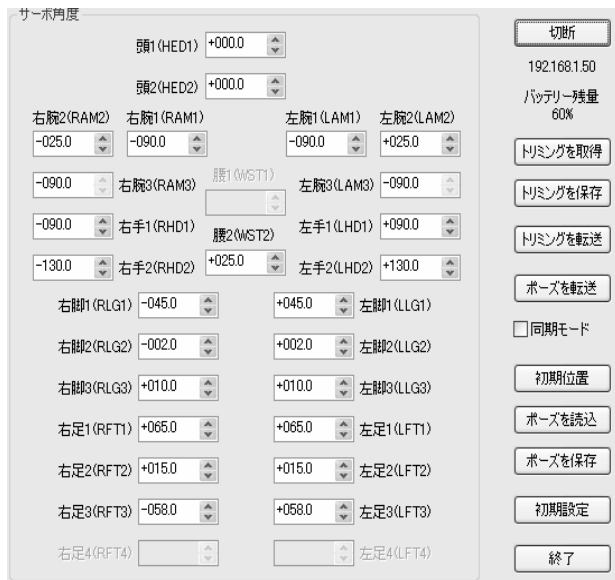 サーボ角度
頭1(HED1) +000.0
頭2(HED2) +000.0
右腕2(RAM2) 右腕1(RAM1) 左腕1(LAM1) 左腕2(LAM2)
-025.0 -090.0 -090.0 +025.0
-090.0 右腕3(RAM3) 腰1(WST1) 左腕3(LAM3) -090.0
-090.0 右手1(RHD1) 腰2(WST2) 左手1(LHD1) +090.0
-130.0 右手2(RHD2) +025.0 左手2(LHD2) +130.0
右脚1(RLG1) -045.0 +045.0 左脚1(LLG1)
右脚2(RLG2) -002.0 +002.0 左脚2(LLG2)
右脚3(RLG3) +010.0 +010.0 左脚3(LLG3)
右足1(RFT1) +065.0 +065.0 左足1(LFT1)
右足2(RFT2) +015.0 +015.0 左足2(LFT2)
右足3(RFT3) -058.0 +058.0 左足3(LFT3)
右足4(RFT4) 左足4(LFT4)
切断
192.168.1.50
バッテリー残量
60%
トリミングを取得
トリミングを保存
トリミングを転送
ポーズを転送
同期モード
初期位置
ポーズを読込
ポーズを保存
初期設定
終了